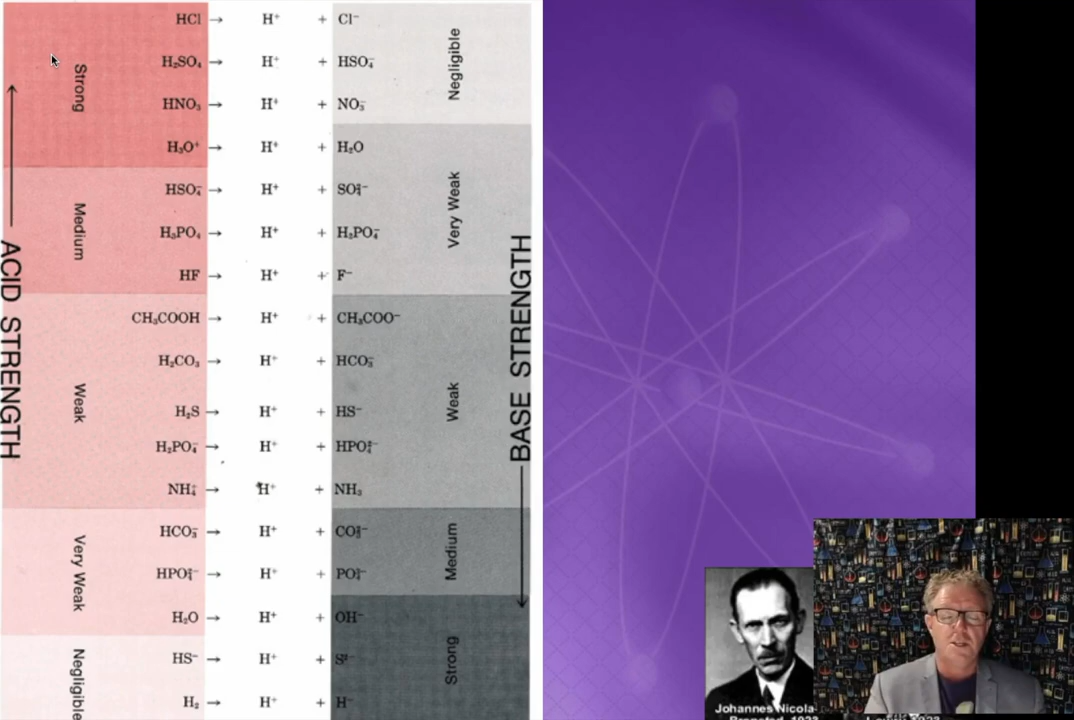 HCl → H⁺ + Cl⁻
H₂SO₄ → H⁺ + HSO₄⁻
HNO₃ → H⁺ + NO₃⁻
H₃O⁺ → H⁺ + H₂O
HSO₄⁻ → H⁺ + SO₄²⁻
H₃PO₄ → H⁺ + H₂PO₄⁻
HF → H⁺ + F⁻
CH₃COOH → H⁺ + CH₃COO⁻
H₂CO₃ → H⁺ + HCO₃⁻
H₂S → H⁺ + HS⁻
H₂PO₄⁻ → H⁺ + HPO₄²⁻
NH₄⁺ → H⁺ + NH₃
HCO₃⁻ → H⁺ + CO₃²⁻
HPO₄²⁻ → H⁺ + PO₄³⁻
H₂O → H⁺ + OH⁻
HS⁻ → H⁺ + S²⁻
H₂ → H⁺ + H⁻
ACID STRENGTH
Strong
Medium
Weak
Very Weak
Negligible
Negligible
Very Weak
Weak
Medium
Strong
BASE STRENGTH
Johannes Nicola